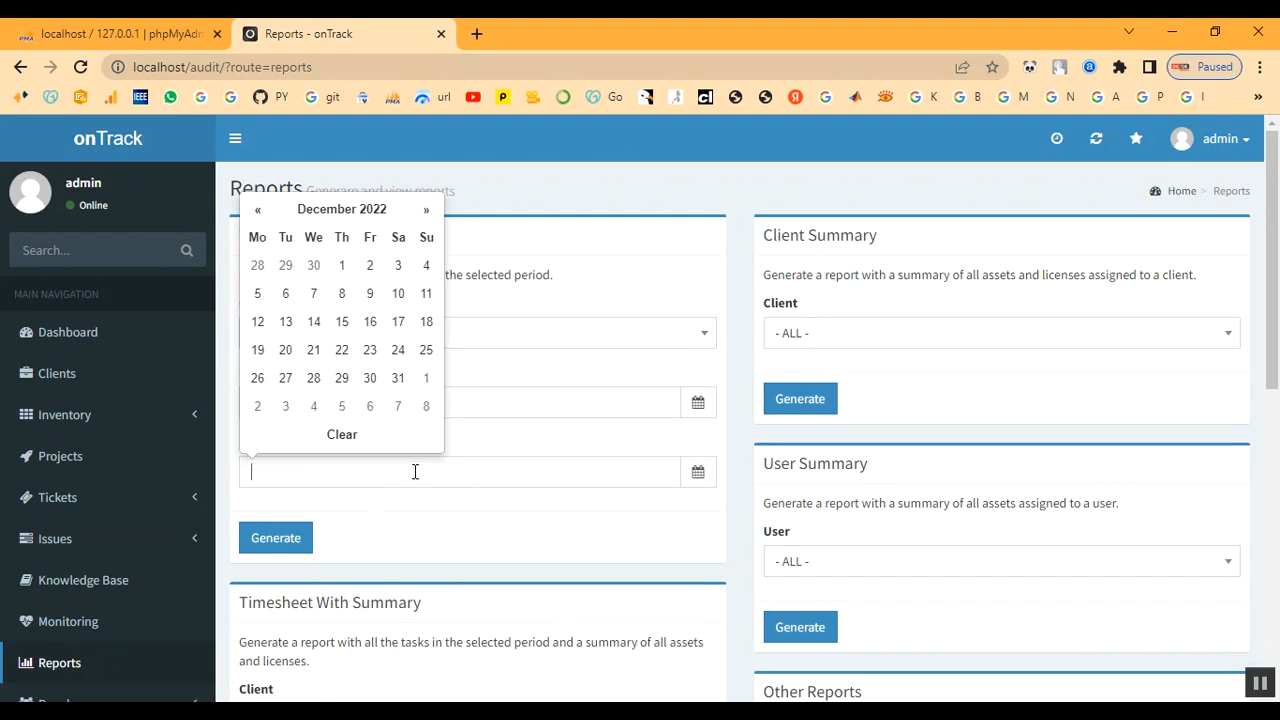 localhost / 127.0.0.1 | phpMyAdn
Reports - onTrack
localhost/audit/?route=reports
Paused
IEEE
PY
git
url
Go
K
B
M
N
A
P
I
»
onTrack
admin
admin
Online
Search...
MAIN NAVIGATION
Dashboard
Clients
Inventory
Projects
Tickets
Issues
Knowledge Base
Monitoring
Reports
Reports Generare and view reports
Home > Reports
« December 2022 »
Mo Tu We Th Fr Sa Su
28 29 30 1 2 3 4
5 6 7 8 9 10 11
12 13 14 15 16 17 18
19 20 21 22 23 24 25
26 27 28 29 30 31 1
2 3 4 5 6 7 8
Clear
the selected period.
Generate
Timesheet With Summary
Generate a report with all the tasks in the selected period and a summary of all assets
and licenses.
Client
Client Summary
Generate a report with a summary of all assets and licenses assigned to a client.
Client
- ALL -
Generate
User Summary
Generate a report with a summary of all assets assigned to a user.
User
- ALL -
Generate
Other Reports